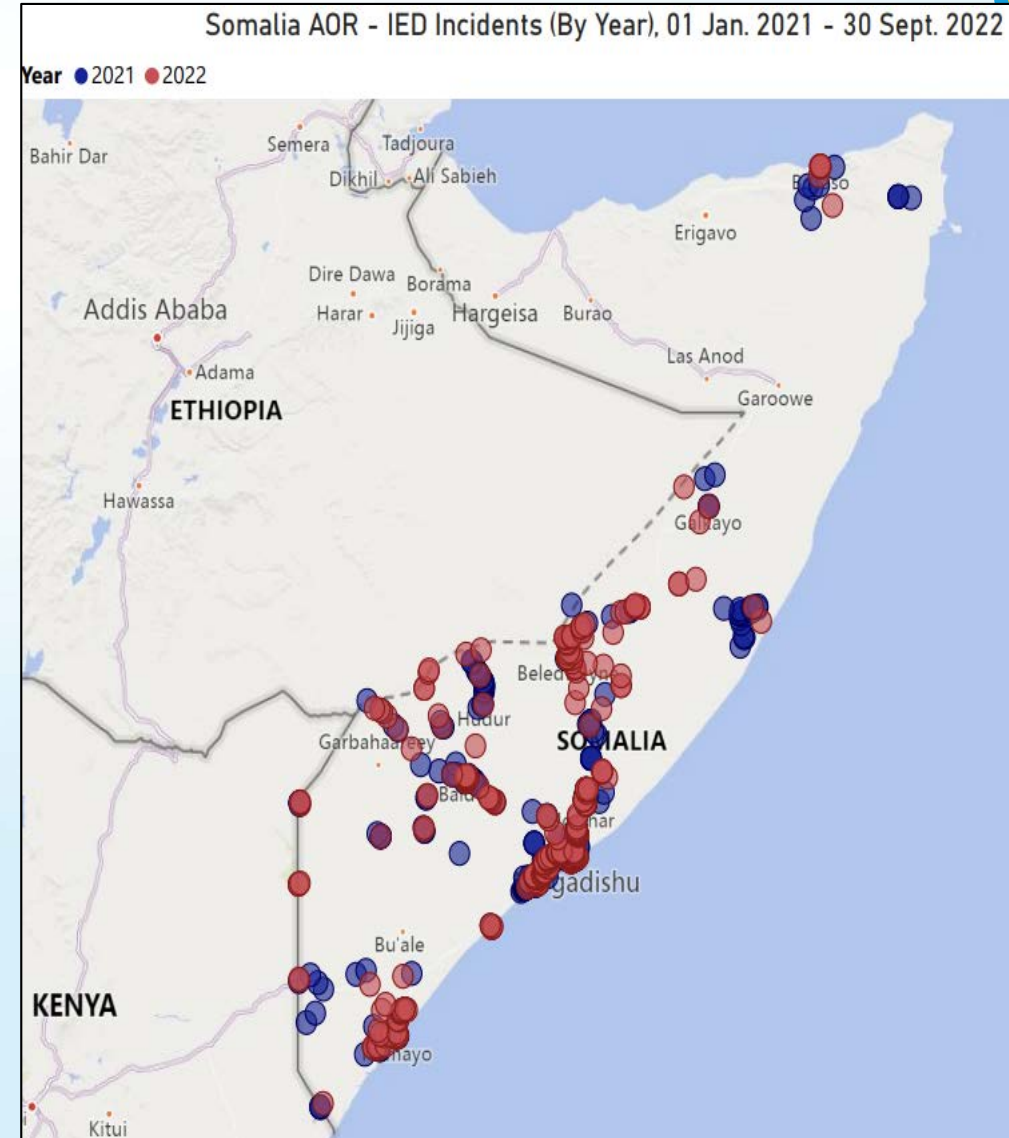 Somalia AOR - IED Incidents (By Year), 01 Jan. 2021 - 30 Sept. 2022
Year 2021 2022
Bahir Dar
Semera
Tadjoura
Dikhil
Ali Sabieh
Erigavo
Dire Dawa
Borama
Addis Ababa
Harar
Jijiga
Hargeisa
Burao
Las Anod
Adama
Garoowe
ETHIOPIA
Hawassa
Galkayo
Hudur
Garbahaareey
SOMALIA
Bu'ale
KENYA
Kitui